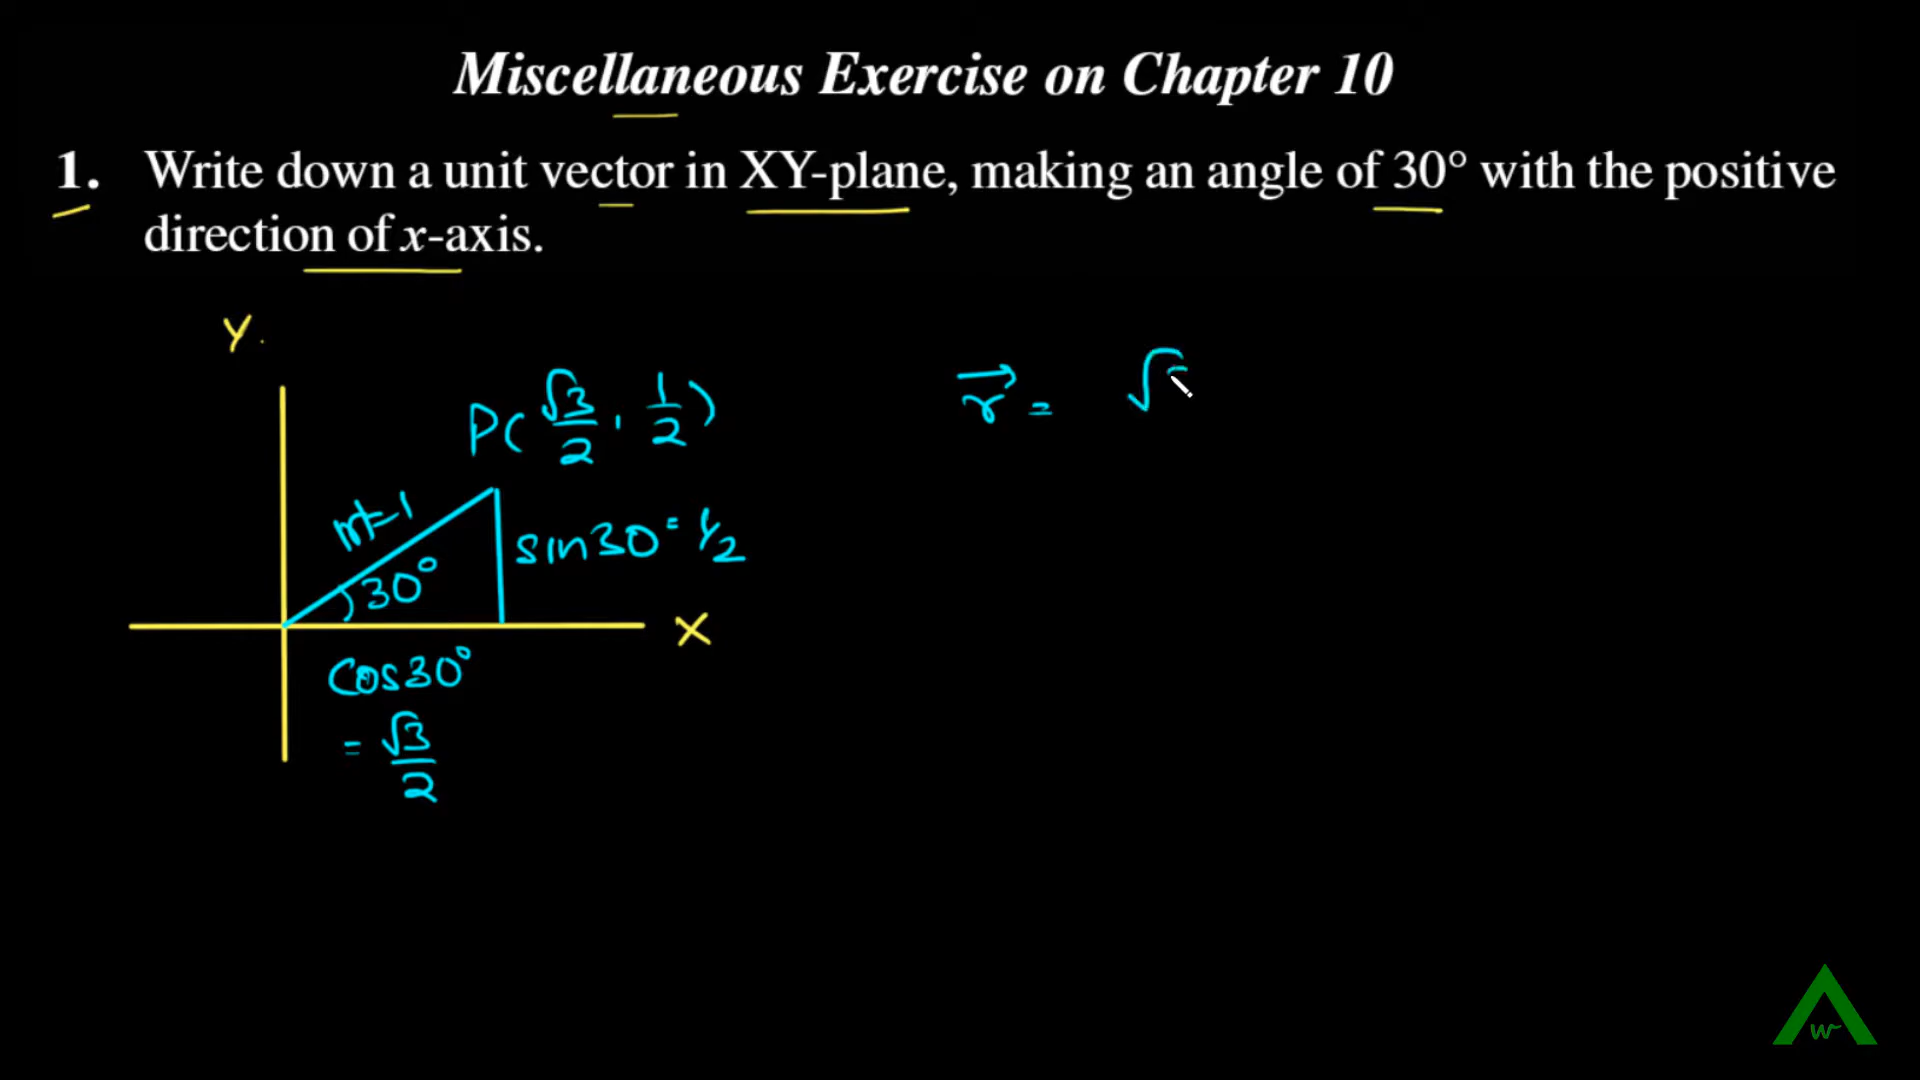 Miscellaneous Exercise on Chapter 10
1. Write down a unit vector in XY-plane, making an angle of 30° with the positive
direction of x-axis.
Y
P(√3/2, 1/2)
r⃗ = √
=1
sin30 = 1/2
30°
X
Cos30°
= √3/2
W